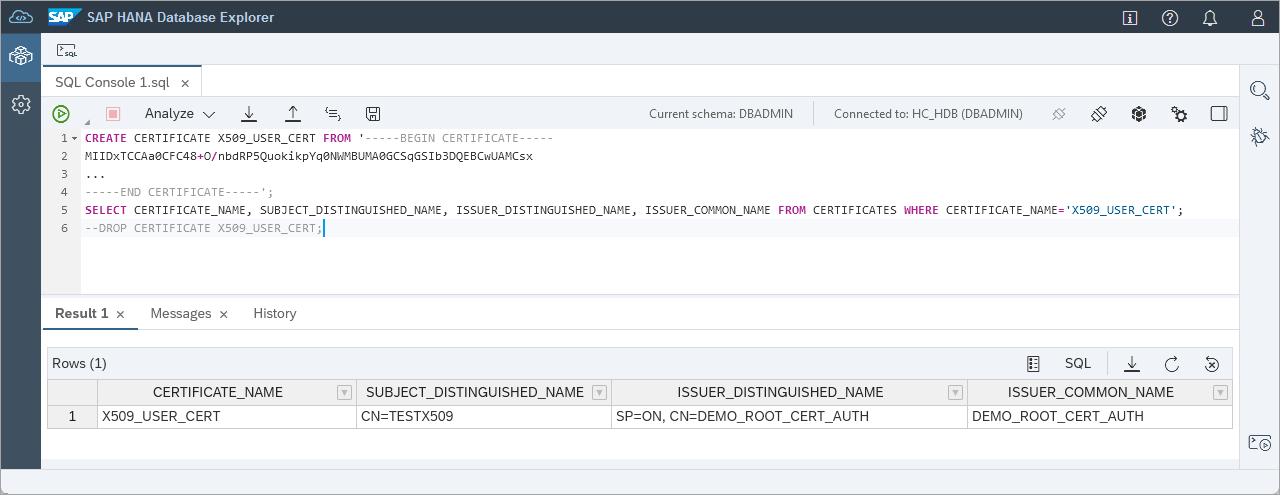 SAP SAP HANA Database Explorer
SQL
SQL Console 1.sql
Analyze
Current schema: DBADMIN
Connected to: HC_HDB (DBADMIN)
1 CREATE CERTIFICATE X509_USER_CERT FROM '-----BEGIN CERTIFICATE-----
2 MIIDxTCCAa0CFC48+O/nbdRP5QuokikpYq0NWMBUMA0GCSqGSIb3DQEBCwUAMCsx
3 ...
4 -----END CERTIFICATE-----';
5 SELECT CERTIFICATE_NAME, SUBJECT_DISTINGUISHED_NAME, ISSUER_DISTINGUISHED_NAME, ISSUER_COMMON_NAME FROM CERTIFICATES WHERE CERTIFICATE_NAME='X509_USER_CERT';
6 --DROP CERTIFICATE X509_USER_CERT;
Result 1 Messages History
Rows (1)
SQL
CERTIFICATE_NAME SUBJECT_DISTINGUISHED_NAME ISSUER_DISTINGUISHED_NAME ISSUER_COMMON_NAME
1 X509_USER_CERT CN=TESTX509 SP=ON, CN=DEMO_ROOT_CERT_AUTH DEMO_ROOT_CERT_AUTH